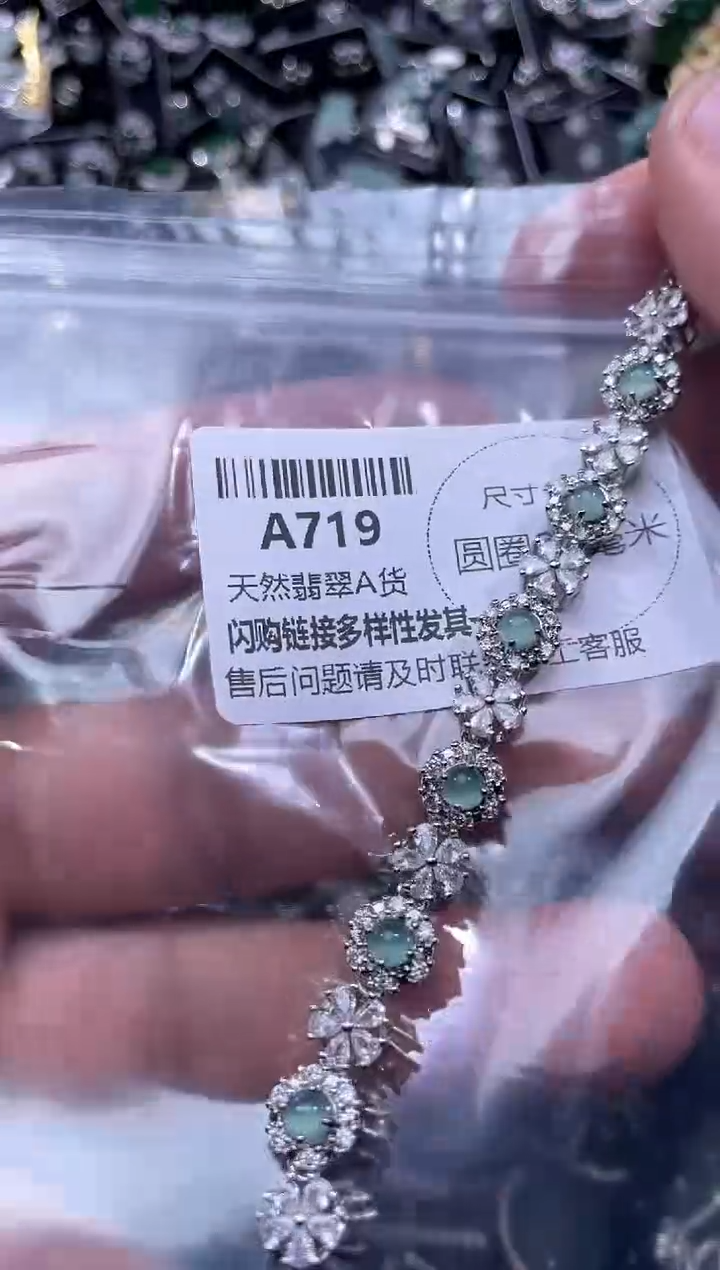 A719
天然翡翠A货
闪购链接多样性发其
售后问题请及时联 客服
尺寸
圆圈 毫米